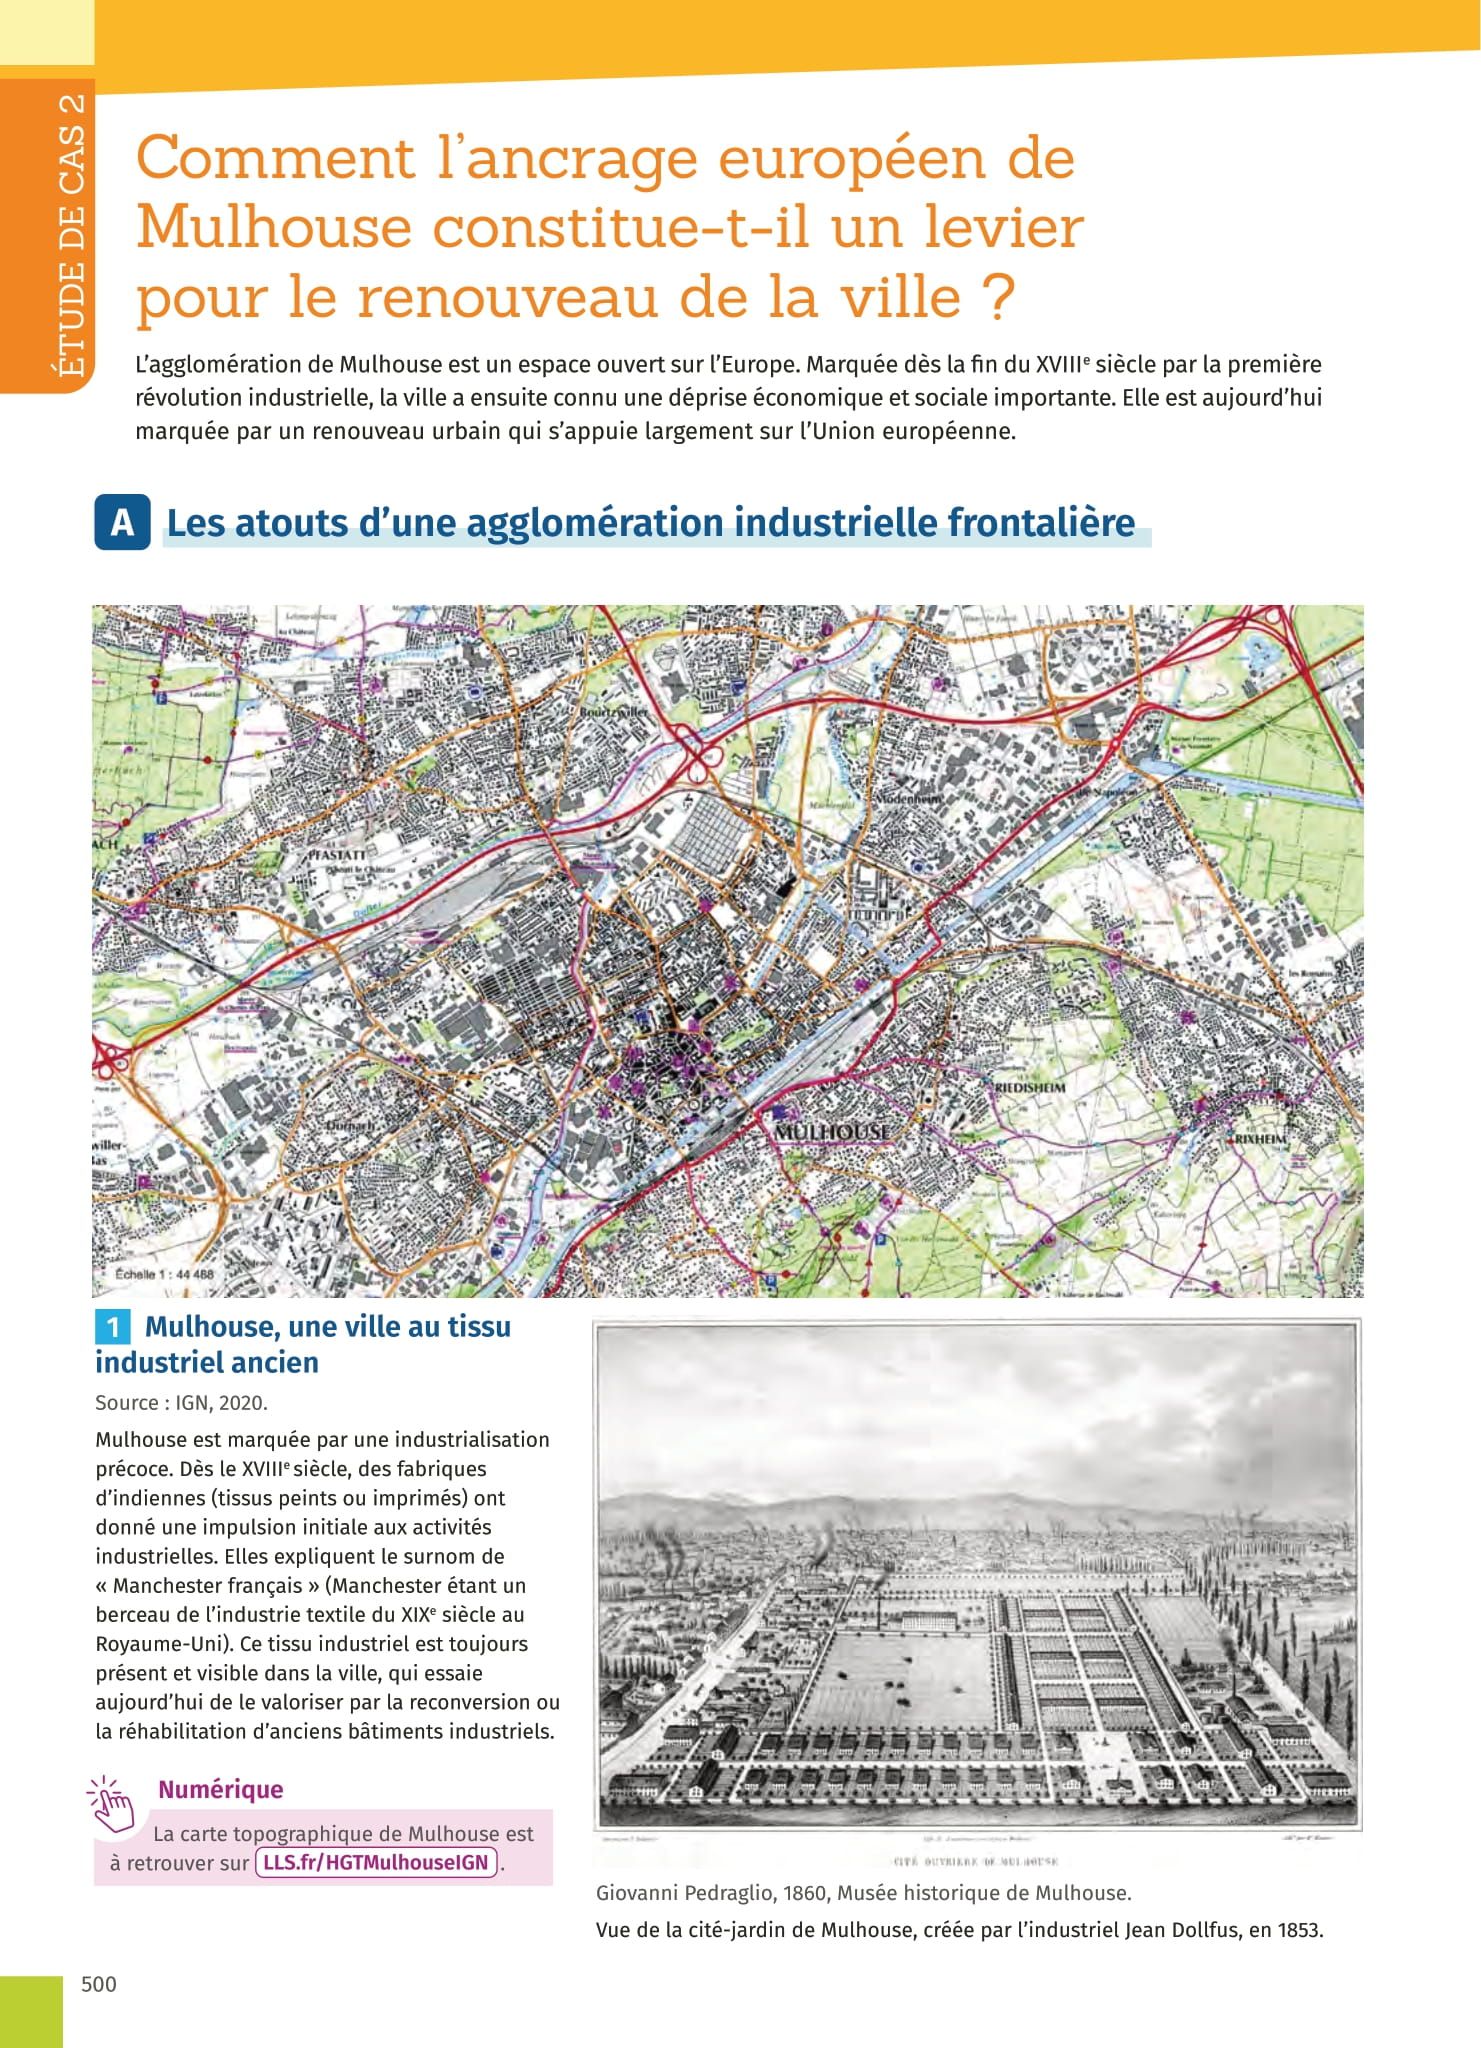 ÉTUDE DE CAS 2
Comment l’ancrage européen de
Mulhouse constitue-t-il un levier
pour le renouveau de la ville ?
L’agglomération de Mulhouse est un espace ouvert sur l’Europe. Marquée dès la fin du XVIIIe siècle par la première
révolution industrielle, la ville a ensuite connu une déprise économique et sociale importante. Elle est aujourd’hui
marquée par un renouveau urbain qui s’appuie largement sur l’Union européenne.
A Les atouts d’une agglomération industrielle frontalière
Bourtzwiller
Modenheim
PFASTATT
Doller
les Romains
RIEDISHEIM
Dornach
MULHOUSE
RIXHEIM
Échelle 1 : 44 468
1 Mulhouse, une ville au tissu
industriel ancien
Source : IGN, 2020.
Mulhouse est marquée par une industrialisation
précoce. Dès le XVIIIe siècle, des fabriques
d’indiennes (tissus peints ou imprimés) ont
donné une impulsion initiale aux activités
industrielles. Elles expliquent le surnom de
« Manchester français » (Manchester étant un
berceau de l’industrie textile du XIXe siècle au
Royaume-Uni). Ce tissu industriel est toujours
présent et visible dans la ville, qui essaie
aujourd’hui de le valoriser par la reconversion ou
la réhabilitation d’anciens bâtiments industriels.
Numérique
La carte topographique de Mulhouse est
à retrouver sur LLS.fr/HGTMulhouseIGN .
CITÉ OUVRIÈRE DE MULHOUSE
Giovanni Pedraglio, 1860, Musée historique de Mulhouse.
Vue de la cité-jardin de Mulhouse, créée par l’industriel Jean Dollfus, en 1853.
500